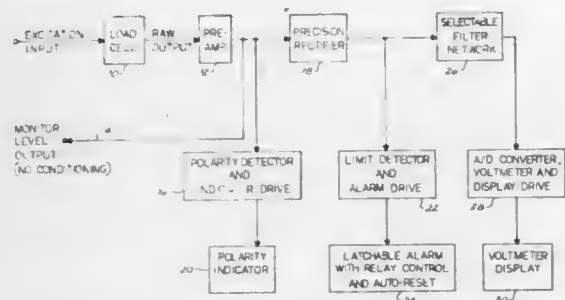 EXCITATION
INPUT
LOAD
CELL
10
RAW
OUTPUT
PRE-
AMP
12
PRECISION
RECTIFIER
18
SELECTABLE
FILTER
NETWORK
MONITOR
LEVEL
OUTPUT
(NO CONDITIONING)
POLARITY DETECTOR
AND
DRIVE
LIMIT DETECTOR
AND
ALARM DRIVE
22
A/D CONVERTER,
VOLTMETER AND
DISPLAY DRIVE
28
POLARITY
INDICATOR
20
LATCHABLE ALARM
WITH RELAY CONTROL
AND AUTO-RESET
VOLTMETER
DISPLAY